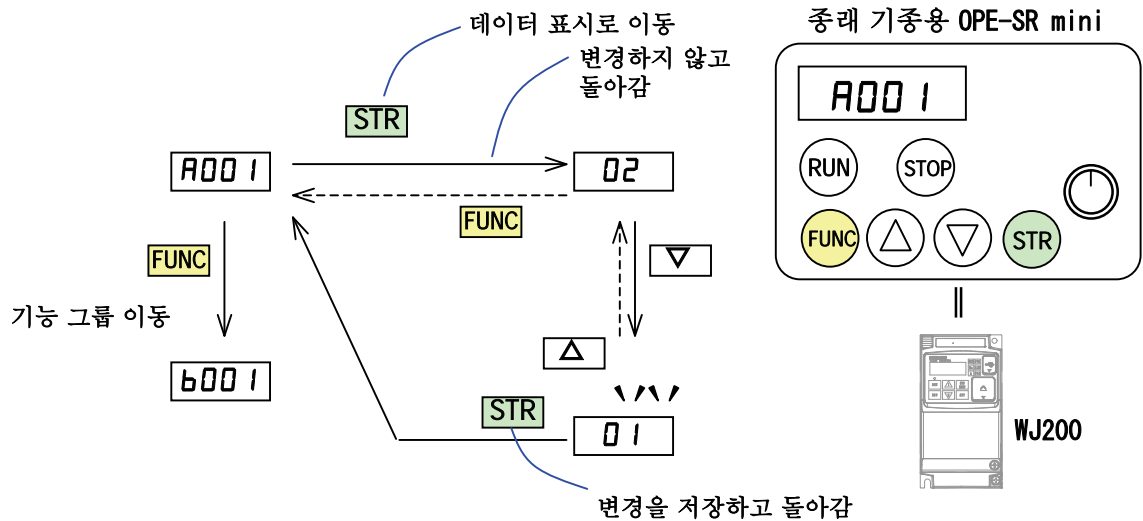 데이터 표시로 이동
변경하지 않고
돌아감
STR
A001
02
FUNC
FUNC
기능 그룹 이동
b001
STR
01
변경을 저장하고 돌아감
종래 기종용 OPE-SR mini
A001
RUN
STOP
FUNC
STR
WJ200